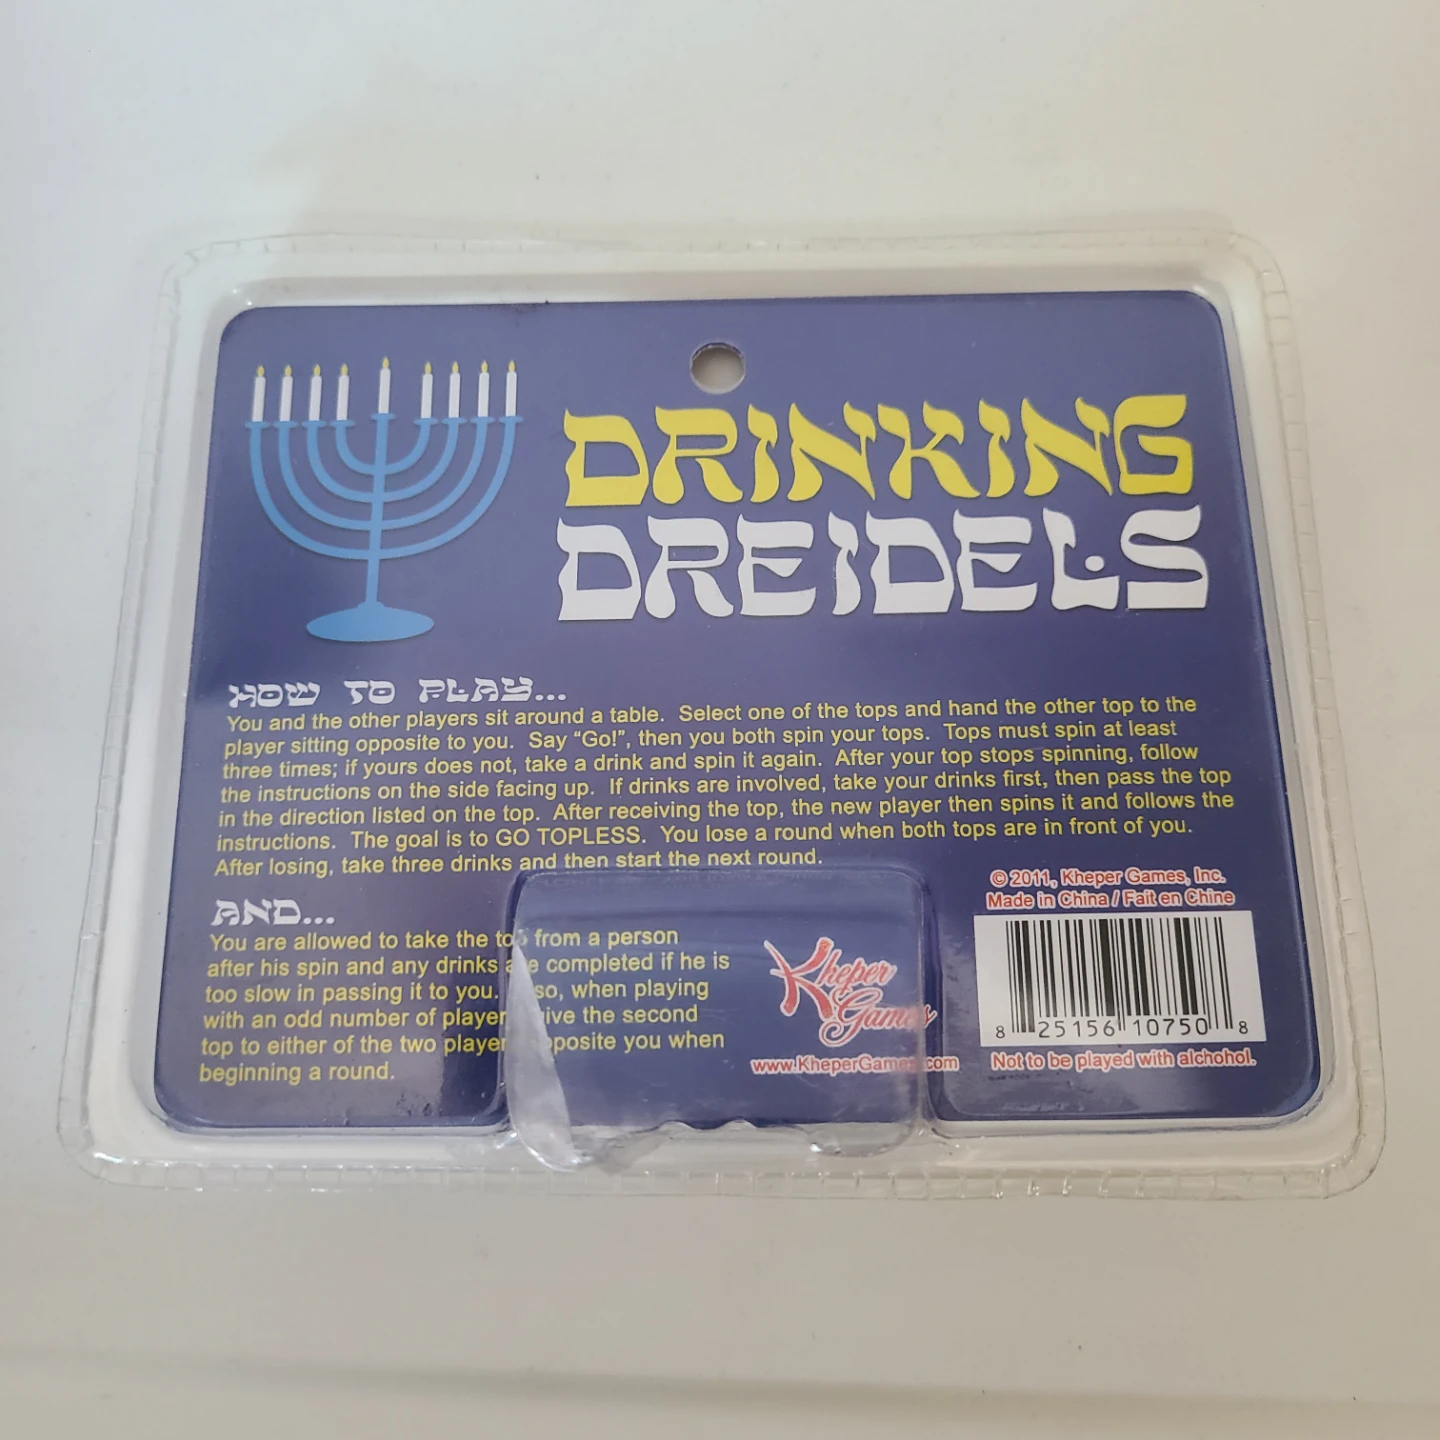 DRINKING
DREIDELS
HOW TO PLAY...
You and the other players sit around a table. Select one of the tops and hand the other top to the
player sitting opposite to you. Say "Go!", then you both spin your tops. Tops must spin at least
three times; if yours does not, take a drink and spin it again. After your top stops spinning, follow
the instructions on the side facing up. If drinks are involved, take your drinks first, then pass the top
in the direction listed on the top. After receiving the top, the new player then spins it and follows the
instructions. The goal is to GO TOPLESS. You lose a round when both tops are in front of you.
After losing, take three drinks and then start the next round.
AND...
You are allowed to take the top from a person
after his spin and any drinks are completed if he is
too slow in passing it to you. so, when playing
with an odd number of player give the second
top to either of the two player opposite you when
beginning a round.
Kheper
Games
www.KheperGames.com
© 2011, Kheper Games, Inc.
Made in China / Fait en Chine
8 25156 10750 8
Not to be played with alchohol.